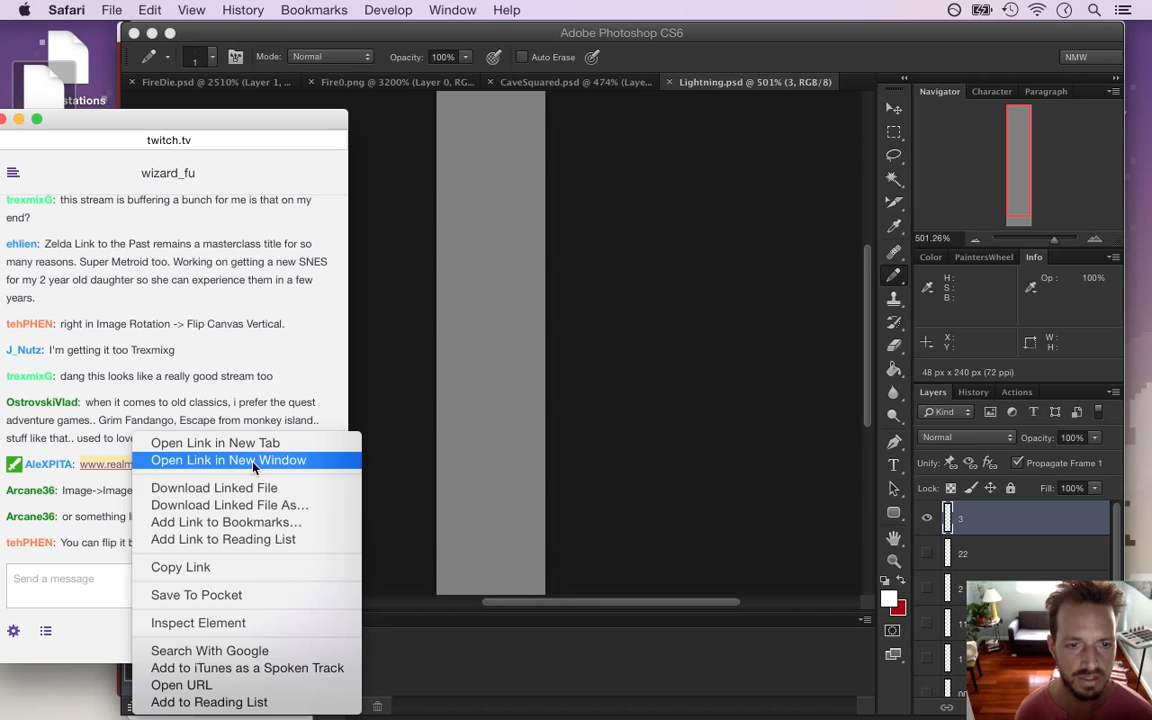 Safari File Edit View History Bookmarks Develop Window Help
Adobe Photoshop CS6
1 Mode: Normal Opacity: 100% Auto Erase NMW
FireDie.psd @ 2510% (Layer 1, ... Fire0.png @ 3200% (Layer 0, RG... CaveSquared.psd @ 474% (Laye... Lightning.psd @ 501% (3, RGB/8)
stations
twitch.tv
wizard_fu
trexmixG: this stream is buffering a bunch for me is that on my
end?
ehlien: Zelda Link to the Past remains a masterclass title for so
many reasons. Super Metroid too. Working on getting a new SNES
for my 2 year old daughter so she can experience them in a few
years.
tehPHEN: right in Image Rotation -> Flip Canvas Vertical.
J_Nutz: I'm getting it too Trexmixg
trexmixG: dang this looks like a really good stream too
OstrovskiVlad: when it comes to old classics, i prefer the quest
adventure games.. Grim Fandango, Escape from monkey island..
stuff like that.. used to
AleXPITA: www.realm
Arcane36: Image->Image
Arcane36: or something
tehPHEN: You can flip it
Send a message
Open Link in New Tab
Open Link in New Window
Download Linked File
Download Linked File As...
Add Link to Bookmarks...
Add Link to Reading List
Copy Link
Save To Pocket
Inspect Element
Search With Google
Add to iTunes as a Spoken Track
Open URL
Add to Reading List
Navigator Character Paragraph
501.26%
Color PaintersWheel Info
H: S: B: Op: 100%
X: Y: W: H:
48 px x 240 px (72 ppi)
Layers History Actions
Kind
Normal Opacity: 100%
Unify: Propagate Frame 1
Lock: Fill: 100%
3
22
2
11
1
00